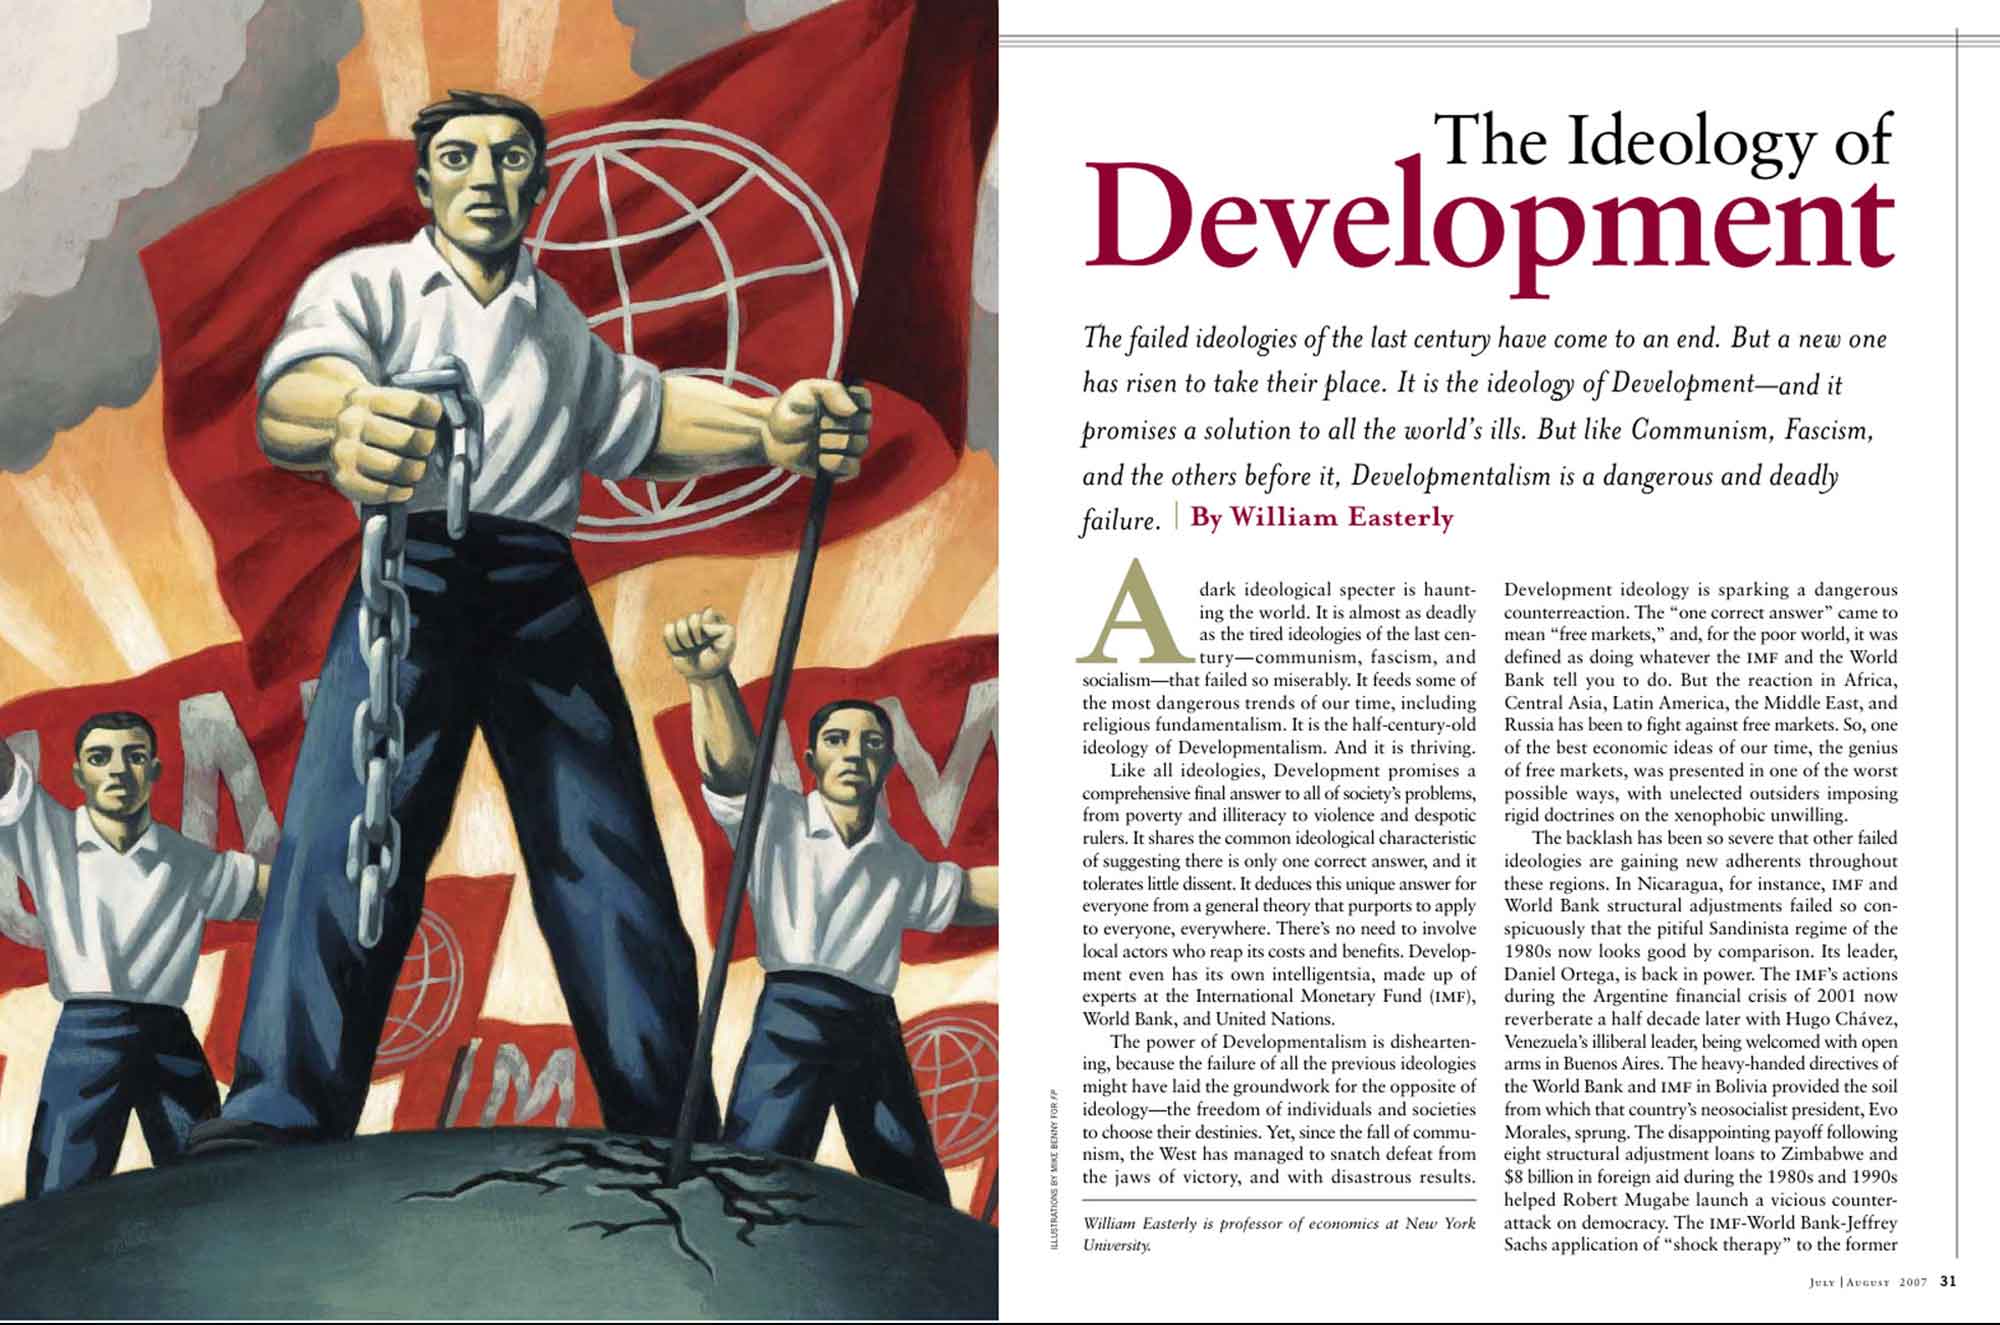 IM
The Ideology of
Development
The failed ideologies of the last century have come to an end. But a new one
has risen to take their place. It is the ideology of Development—and it
promises a solution to all the world's ills. But like Communism, Fascism,
and the others before it, Developmentalism is a dangerous and deadly
failure. | By William Easterly
A dark ideological specter is haunt-
ing the world. It is almost as deadly
as the tired ideologies of the last cen-
tury—communism, fascism, and
socialism—that failed so miserably. It feeds some of
the most dangerous trends of our time, including
religious fundamentalism. It is the half-century-old
ideology of Developmentalism. And it is thriving.
Like all ideologies, Development promises a
comprehensive final answer to all of society's problems,
from poverty and illiteracy to violence and despotic
rulers. It shares the common ideological characteristic
of suggesting there is only one correct answer, and it
tolerates little dissent. It deduces this unique answer for
everyone from a general theory that purports to apply
to everyone, everywhere. There's no need to involve
local actors who reap its costs and benefits. Develop-
ment even has its own intelligentsia, made up of
experts at the International Monetary Fund (IMF),
World Bank, and United Nations.
The power of Developmentalism is dishearten-
ing, because the failure of all the previous ideologies
might have laid the groundwork for the opposite of
ideology—the freedom of individuals and societies
to choose their destinies. Yet, since the fall of commu-
nism, the West has managed to snatch defeat from
the jaws of victory, and with disastrous results.
William Easterly is professor of economics at New York
University.
Development ideology is sparking a dangerous
counterreaction. The “one correct answer” came to
mean “free markets,” and, for the poor world, it was
defined as doing whatever the IMF and the World
Bank tell you to do. But the reaction in Africa,
Central Asia, Latin America, the Middle East, and
Russia has been to fight against free markets. So, one
of the best economic ideas of our time, the genius
of free markets, was presented in one of the worst
possible ways, with unelected outsiders imposing
rigid doctrines on the xenophobic unwilling.
The backlash has been so severe that other failed
ideologies are gaining new adherents throughout
these regions. In Nicaragua, for instance, IMF and
World Bank structural adjustments failed so con-
spicuously that the pitiful Sandinista regime of the
1980s now looks good by comparison. Its leader,
Daniel Ortega, is back in power. The IMF's actions
during the Argentine financial crisis of 2001 now
reverberate a half decade later with Hugo Chávez,
Venezuela's illiberal leader, being welcomed with open
arms in Buenos Aires. The heavy-handed directives of
the World Bank and IMF in Bolivia provided the soil
from which that country's neosocialist president, Evo
Morales, sprung. The disappointing payoff following
eight structural adjustment loans to Zimbabwe and
$8 billion in foreign aid during the 1980s and 1990s
helped Robert Mugabe launch a vicious counter-
attack on democracy. The IMF-World Bank-Jeffrey
Sachs application of “shock therapy” to the former
ILLUSTRATIONS BY MIKE BENNY FOR FP
July | August 2007 31